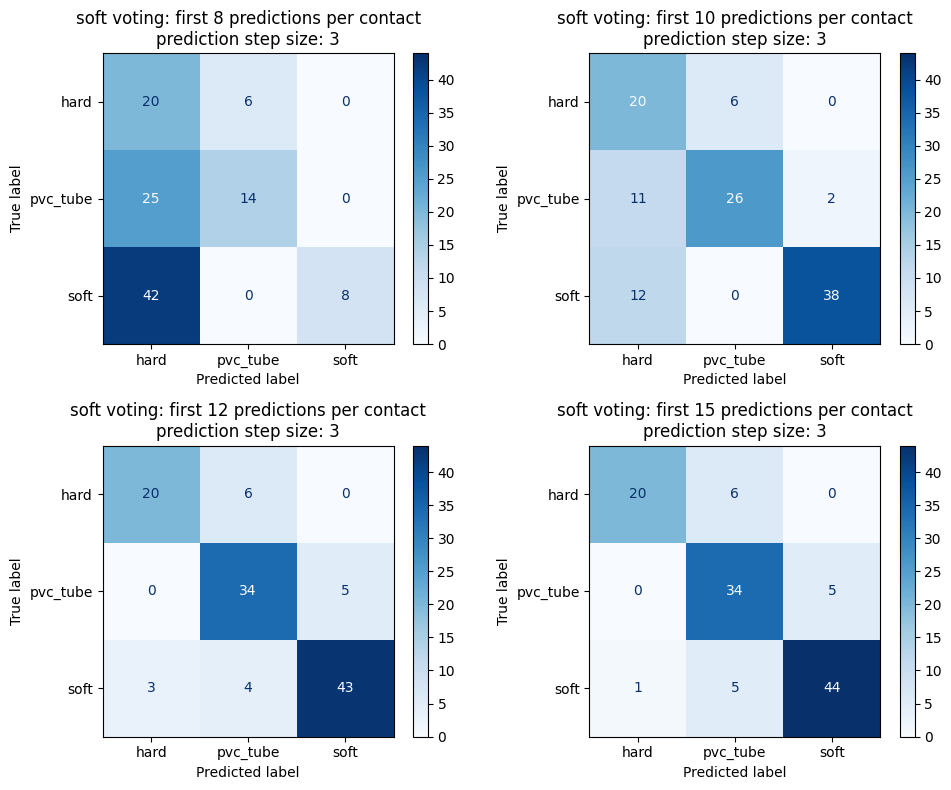 soft voting: first 8 predictions per contact
prediction step size: 3
True label
hard
pvc_tube
soft
20 6 0
25 14 0
42 0 8
hard pvc_tube soft
Predicted label
40
35
30
25
20
15
10
5
0
soft voting: first 10 predictions per contact
prediction step size: 3
True label
hard
pvc_tube
soft
20 6 0
11 26 2
12 0 38
hard pvc_tube soft
Predicted label
40
35
30
25
20
15
10
5
0
soft voting: first 12 predictions per contact
prediction step size: 3
True label
hard
pvc_tube
soft
20 6 0
0 34 5
3 4 43
hard pvc_tube soft
Predicted label
40
35
30
25
20
15
10
5
0
soft voting: first 15 predictions per contact
prediction step size: 3
True label
hard
pvc_tube
soft
20 6 0
0 34 5
1 5 44
hard pvc_tube soft
Predicted label
40
35
30
25
20
15
10
5
0